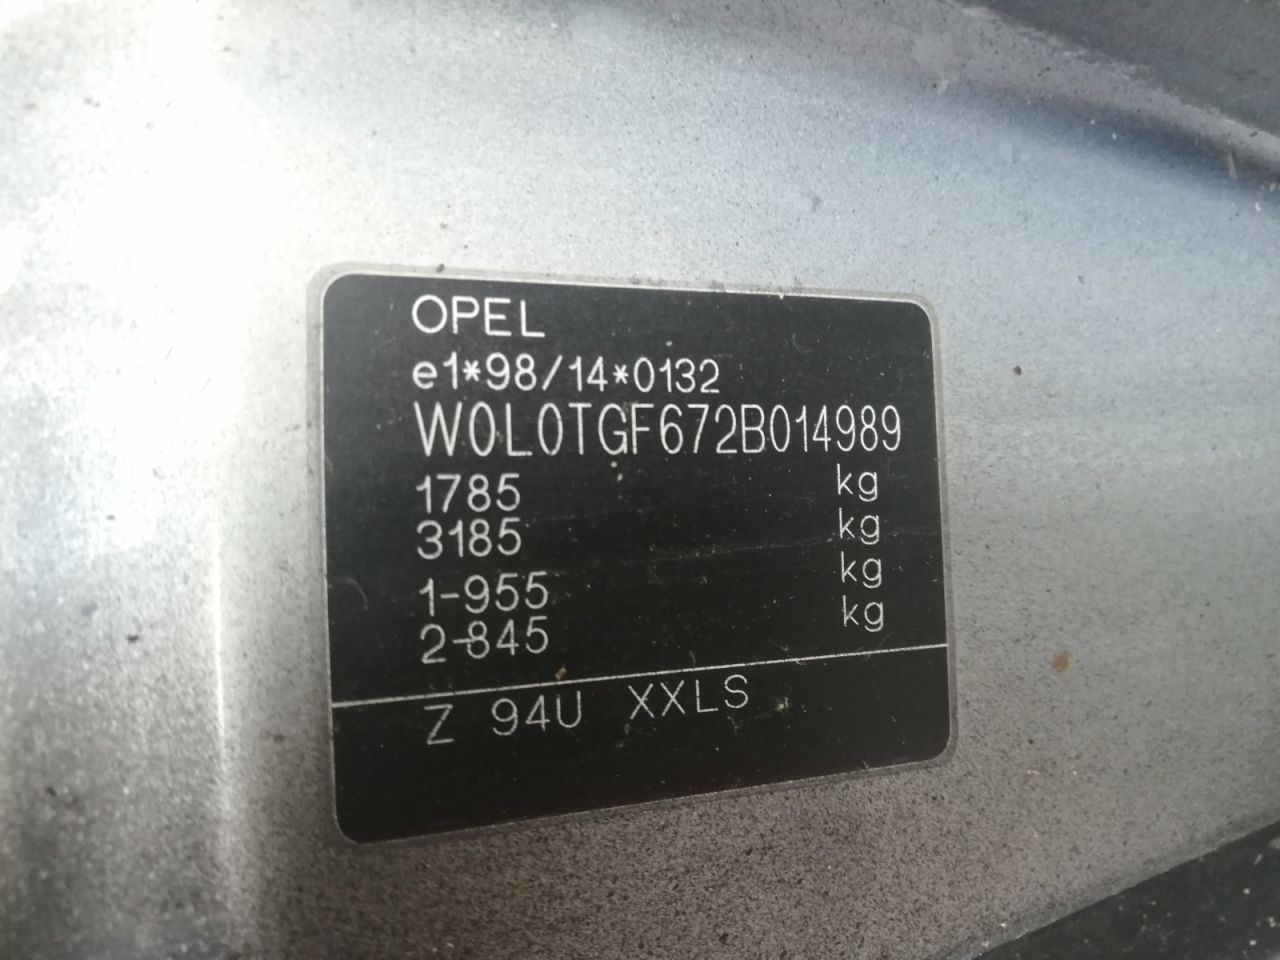 OPEL
e1*98/14*0132
W0L0TGF672B014989
1785 kg
3185 kg
1-955 kg
2-845 kg
Z 94U XXLS